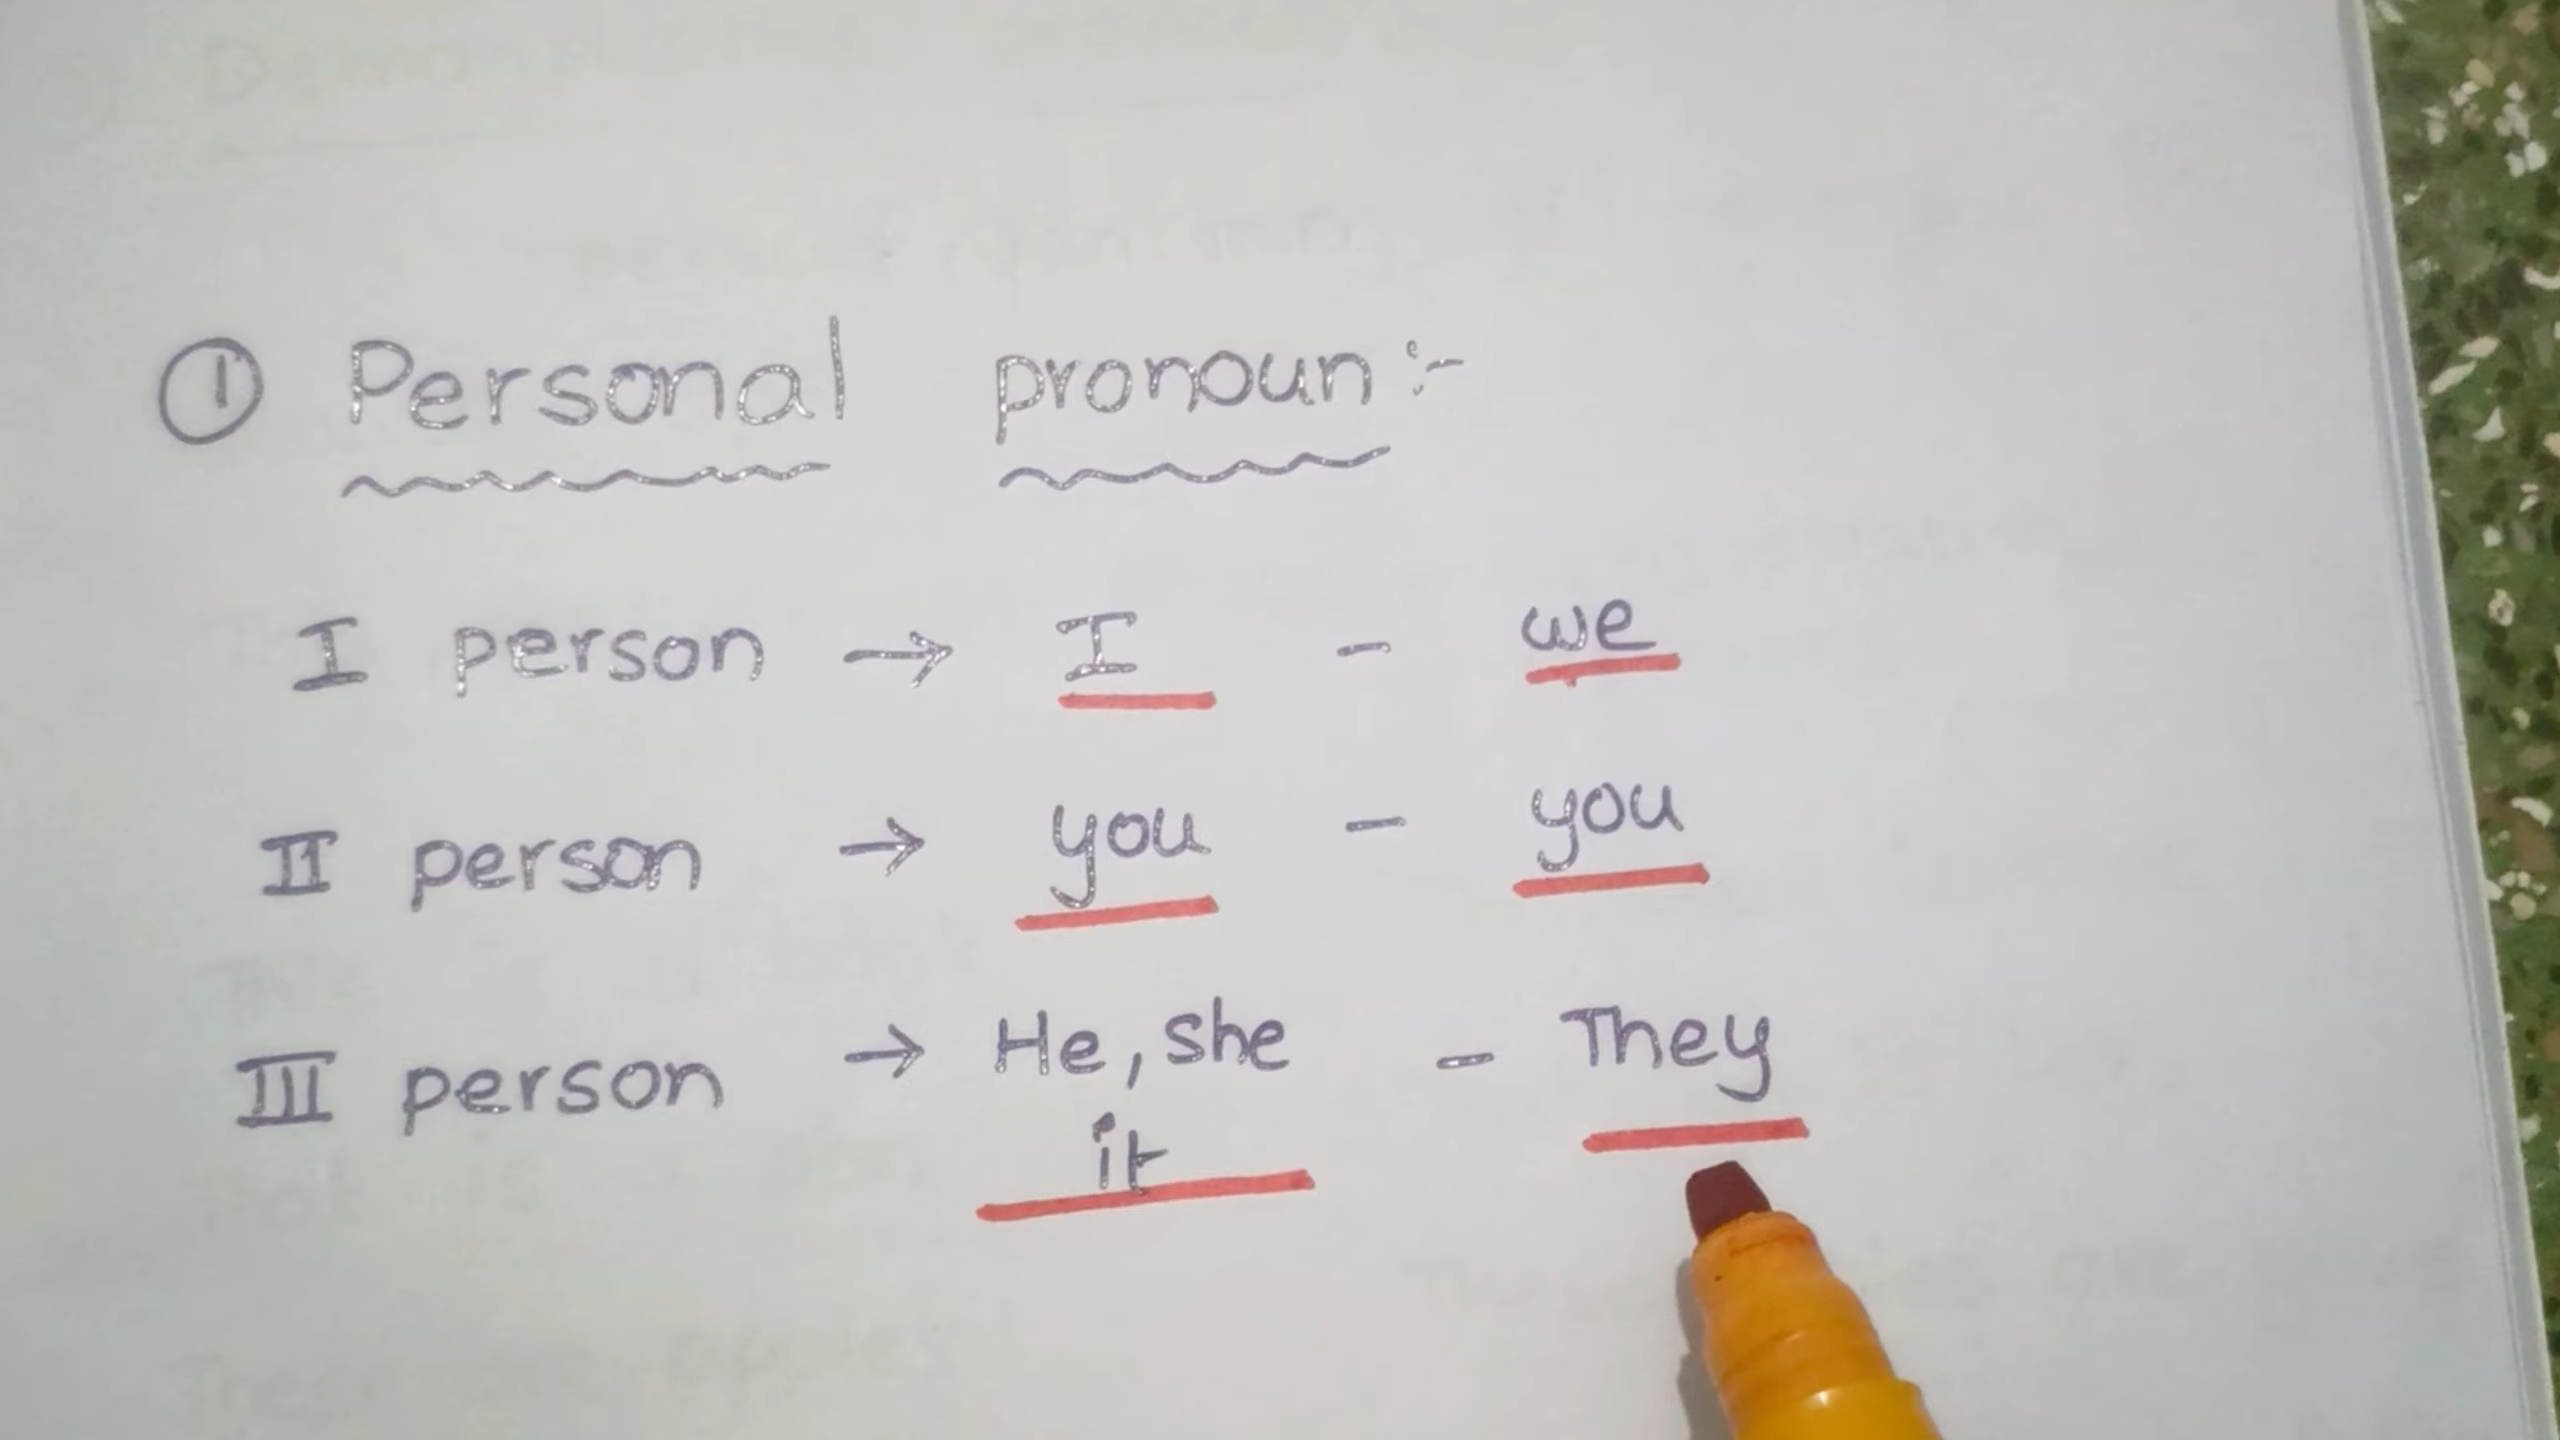 ① Personal pronoun :-
I person → I - we
II person → you - you
III person → He, she - They
it